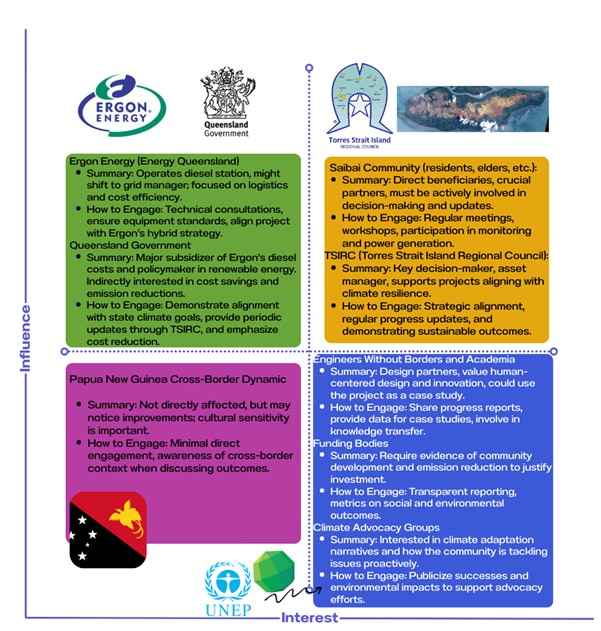 ERGON®
ENERGY
Queensland
Government
Torres Strait Island
REGIONAL COUNCIL
Ergon Energy (Energy Queensland)
• Summary: Operates diesel station, might
shift to grid manager; focused on logistics
and cost efficiency.
• How to Engage: Technical consultations,
ensure equipment standards, align project
with Ergon's hybrid strategy.
Queensland Government
• Summary: Major subsidizer of Ergon's diesel
costs and policymaker in renewable energy.
Indirectly interested in cost savings and
emission reductions.
• How to Engage: Demonstrate alignment
with state climate goals, provide periodic
updates through TSIRC, and emphasize
cost reduction.
Saibai Community (residents, elders, etc.):
• Summary: Direct beneficiaries, crucial
partners, must be actively involved in
decision-making and updates.
• How to Engage: Regular meetings,
workshops, participation in monitoring
and power generation.
TSIRC (Torres Strait Island Regional Council):
• Summary: Key decision-maker, asset
manager, supports projects aligning with
climate resilience.
• How to Engage: Strategic alignment,
regular progress updates, and
demonstrating sustainable outcomes.
Influence
Papua New Guinea Cross-Border Dynamic
• Summary: Not directly affected, but may
notice improvements; cultural sensitivity
is important.
• How to Engage: Minimal direct
engagement, awareness of cross-border
context when discussing outcomes.
Engineers Without Borders and Academia
• Summary: Design partners, value human-
centered design and innovation, could use
the project as a case study.
• How to Engage: Share progress reports,
provide data for case studies, involve in
knowledge transfer.
Funding Bodies
• Summary: Require evidence of community
development and emission reduction to justify
investment.
• How to Engage: Transparent reporting,
metrics on social and environmental
outcomes.
Climate Advocacy Groups
• Summary: Interested in climate adaptation
narratives and how the community is tackling
issues proactively.
• How to Engage: Publicize successes and
environmental impacts to support advocacy
efforts.
UNEP
Interest